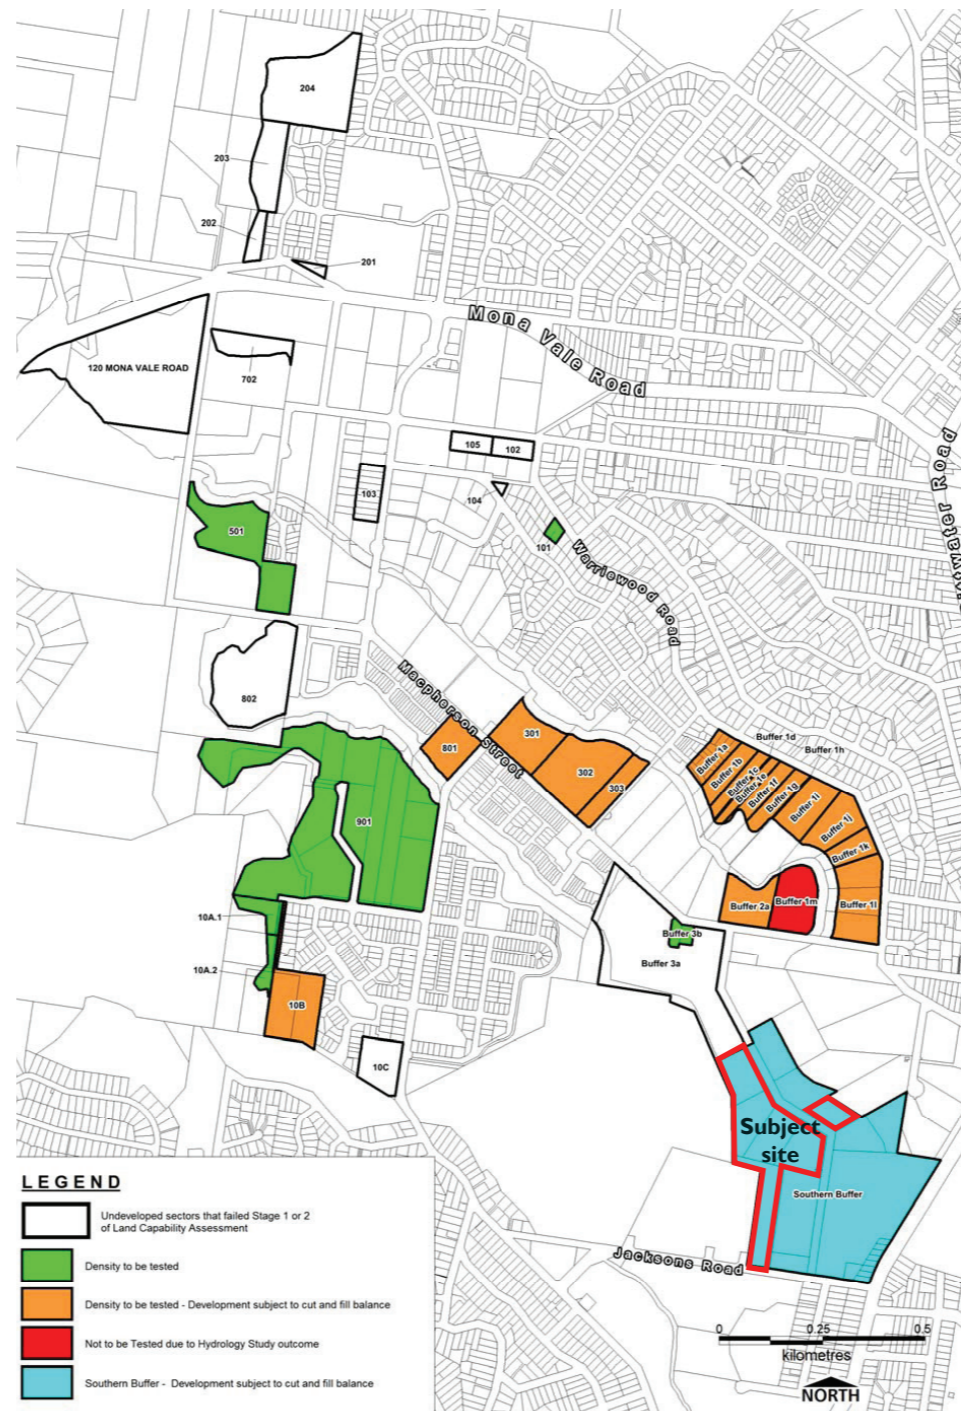 204
203
202
201
Mona Vale Road
120 MONA VALE ROAD
702
105
102
103
104
101
501
Warriewood Road
802
Macpherson Street
801
301
302
303
Buffer 1a
Buffer 1b
Buffer 1c
Buffer 1d
Buffer 1e
Buffer 1f
Buffer 1g
Buffer 1h
Buffer 1i
Buffer 1j
Buffer 1k
Buffer 1l
Buffer 1m
Buffer 2a
Buffer 3b
Buffer 3a
901
10A.1
10A.2
10B
10C
Subject
site
Southern Buffer
Jacksons Road
LEGEND
Undeveloped sectors that failed Stage 1 or 2
of Land Capability Assessment
Density to be tested
Density to be tested - Development subject to cut and fill balance
Not to be Tested due to Hydrology Study outcome
Southern Buffer - Development subject to cut and fill balance
0 0.25 0.5
kilometres
NORTH